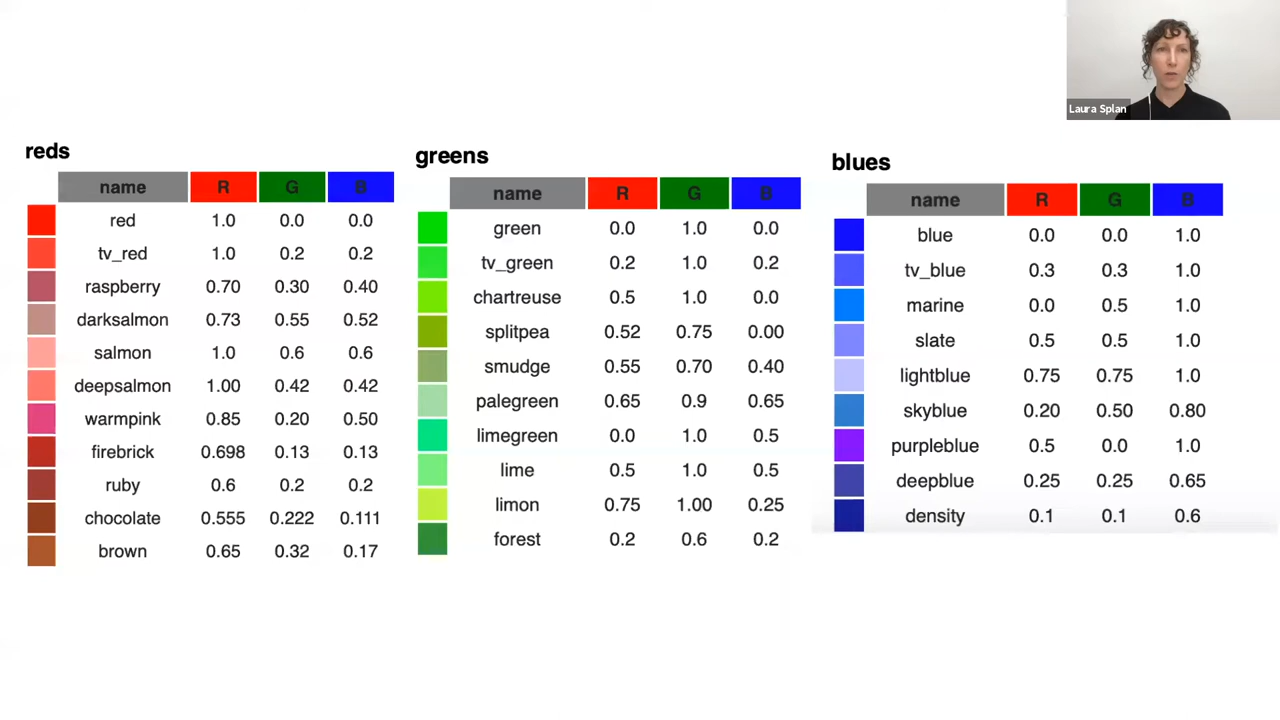 Laura Splan
reds
name R G B
red 1.0 0.0 0.0
tv_red 1.0 0.2 0.2
raspberry 0.70 0.30 0.40
darksalmon 0.73 0.55 0.52
salmon 1.0 0.6 0.6
deepsalmon 1.00 0.42 0.42
warmpink 0.85 0.20 0.50
firebrick 0.698 0.13 0.13
ruby 0.6 0.2 0.2
chocolate 0.555 0.222 0.111
brown 0.65 0.32 0.17
greens
name R G B
green 0.0 1.0 0.0
tv_green 0.2 1.0 0.2
chartreuse 0.5 1.0 0.0
splitpea 0.52 0.75 0.00
smudge 0.55 0.70 0.40
palegreen 0.65 0.9 0.65
limegreen 0.0 1.0 0.5
lime 0.5 1.0 0.5
limon 0.75 1.00 0.25
forest 0.2 0.6 0.2
blues
name R G B
blue 0.0 0.0 1.0
tv_blue 0.3 0.3 1.0
marine 0.0 0.5 1.0
slate 0.5 0.5 1.0
lightblue 0.75 0.75 1.0
skyblue 0.20 0.50 0.80
purpleblue 0.5 0.0 1.0
deepblue 0.25 0.25 0.65
density 0.1 0.1 0.6